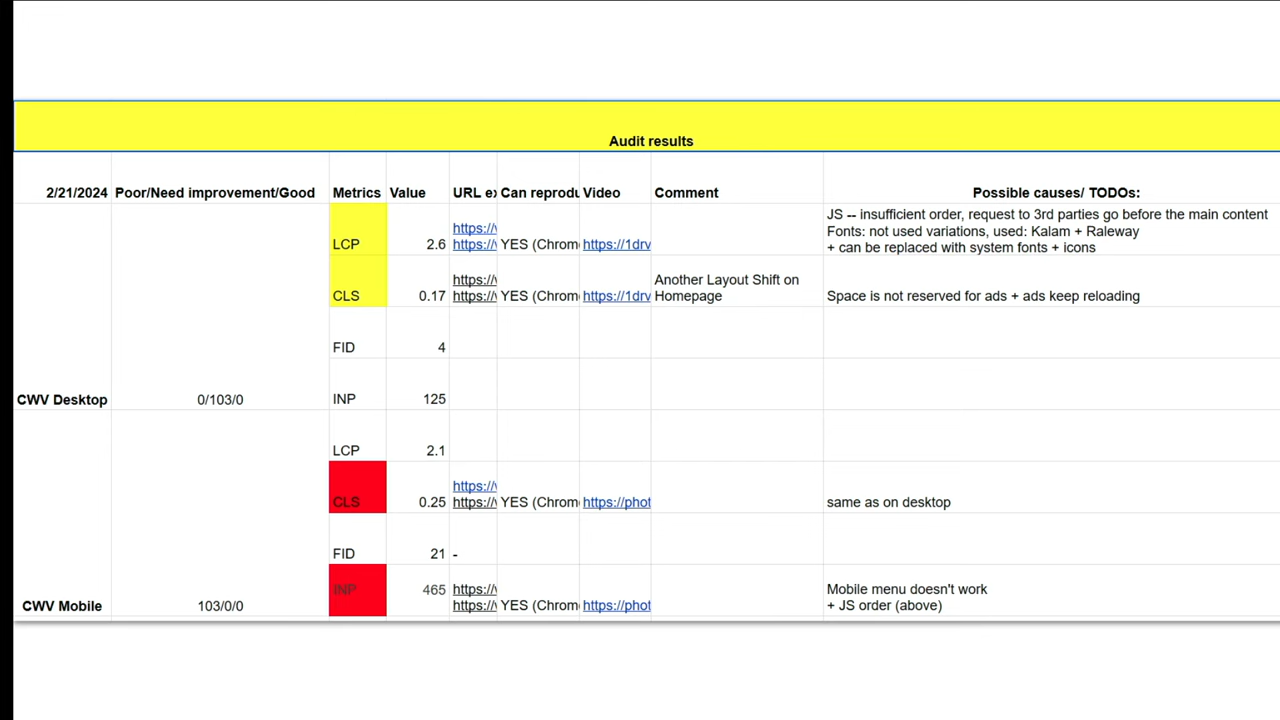 Audit results
2/21/2024 Poor/Need improvement/Good Metrics Value URL ex Can reprodu Video Comment Possible causes/ TODOs:
JS -- insufficient order, request to 3rd parties go before the main content
https:// Fonts: not used variations, used: Kalam + Raleway
LCP 2.6 https:// YES (Chrom https://1drv + can be replaced with system fonts + icons
https:// Another Layout Shift on
CLS 0.17 https:// YES (Chrom https://1drv Homepage Space is not reserved for ads + ads keep reloading
FID 4
CWV Desktop 0/103/0 INP 125
LCP 2.1
https://
CLS 0.25 https:// YES (Chrom https://phot same as on desktop
FID 21 -
INP 465 https:// Mobile menu doesn't work
CWV Mobile 103/0/0 https:// YES (Chrom https://phot + JS order (above)